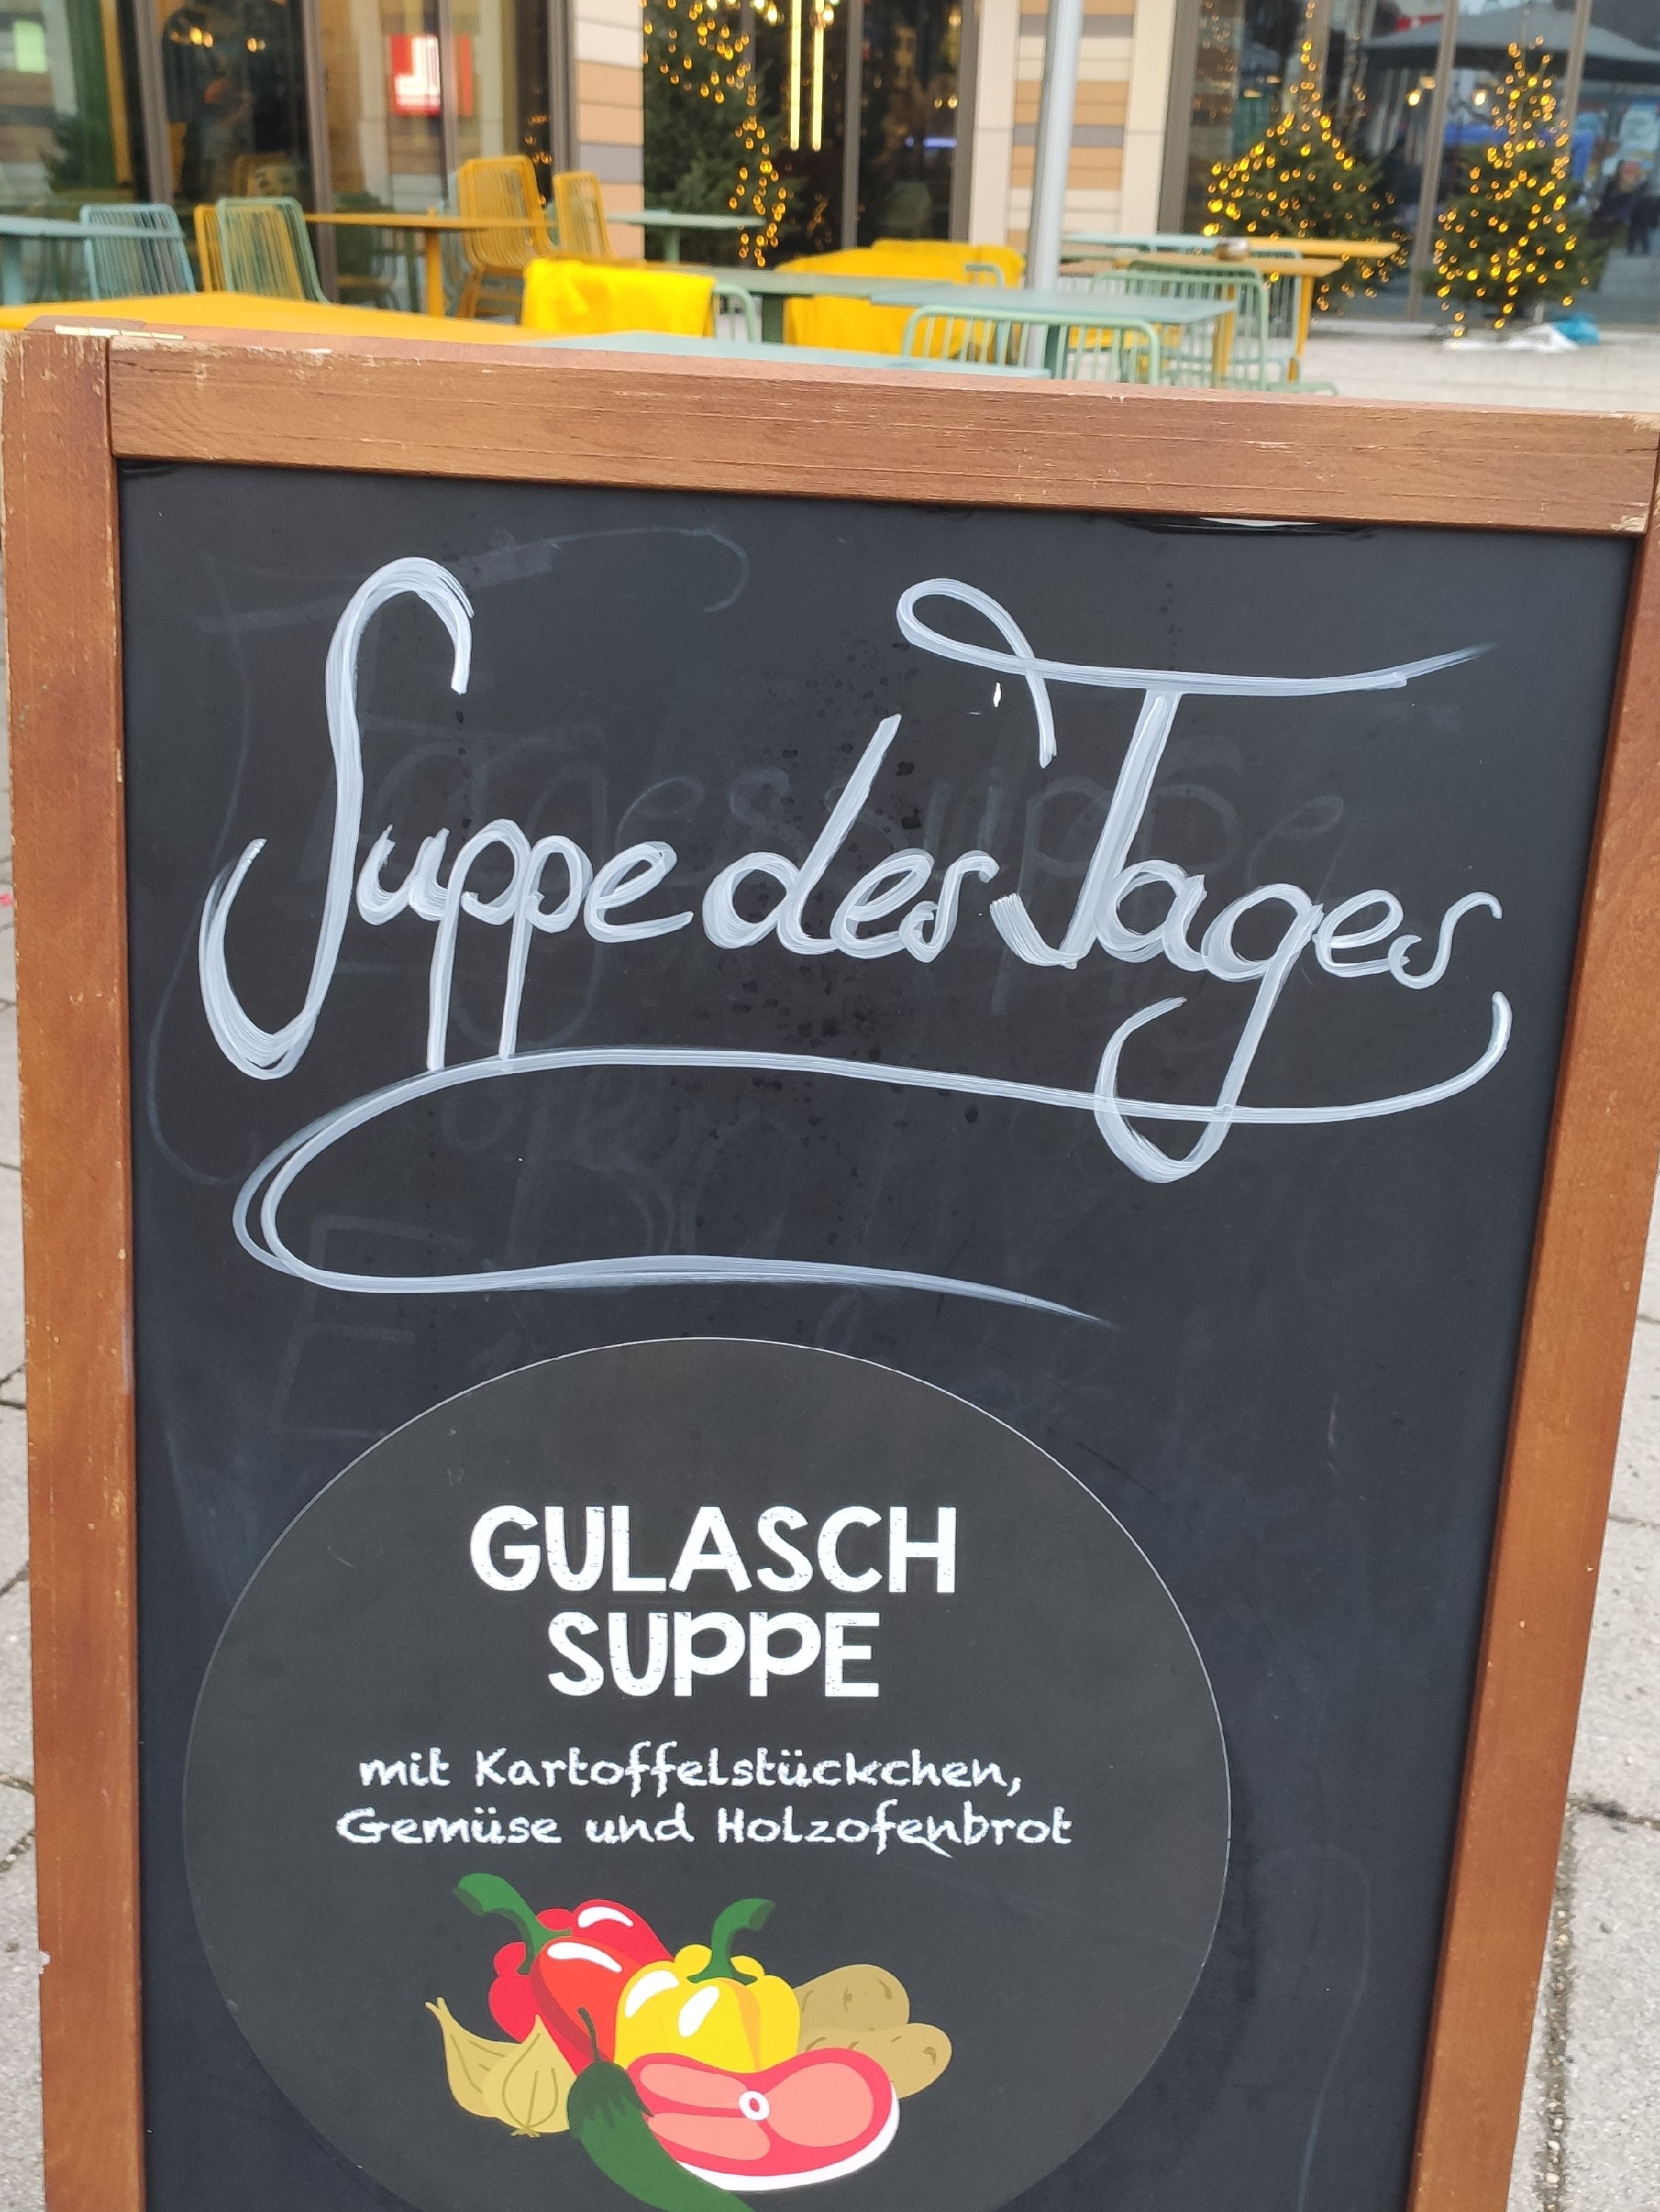 Suppe des Tages
GULASCH
SUPPE
mit Kartoffelstückchen,
Gemüse und Holzofenbrot